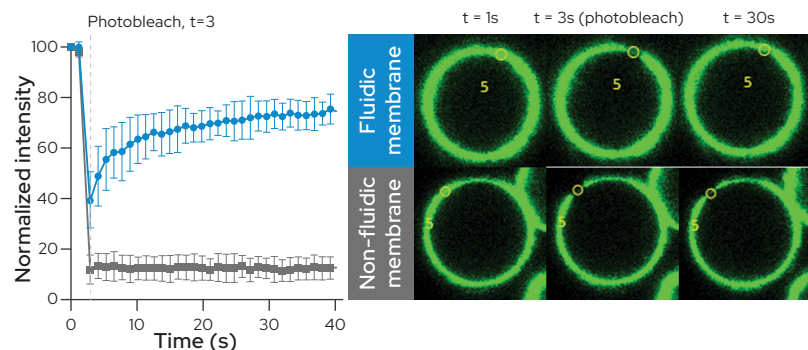 Photobleach, t=3
Normalized intensity
100
80
60
40
20
0
0
10
20
30
40
Time (s)
t = 1s
t = 3s (photobleach)
t = 30s
Fluidic
membrane
5
5
5
Non-fluidic
membrane
5
5
5